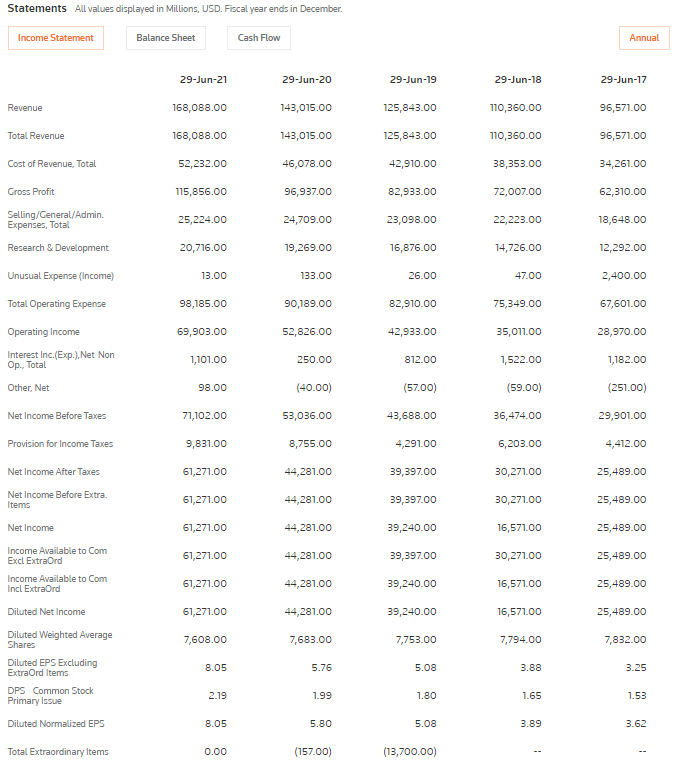 Statements All values displayed in Millions, USD. Fiscal year ends in December.
Income Statement Balance Sheet Cash Flow Annual
29-Jun-21 29-Jun-20 29-Jun-19 29-Jun-18 29-Jun-17
Revenue 168,088.00 143,015.00 125,843.00 110,360.00 96,571.00
Total Revenue 168,088.00 143,015.00 125,843.00 110,360.00 96,571.00
Cost of Revenue, Total 52,232.00 46,078.00 42,910.00 38,353.00 34,261.00
Gross Profit 115,856.00 96,937.00 82,933.00 72,007.00 62,310.00
Selling/General/Admin.
Expenses, Total 25,224.00 24,709.00 23,098.00 22,223.00 18,648.00
Research & Development 20,716.00 19,269.00 16,876.00 14,726.00 12,292.00
Unusual Expense (Income) 13.00 133.00 26.00 47.00 2,400.00
Total Operating Expense 98,185.00 90,189.00 82,910.00 75,349.00 67,601.00
Operating Income 69,903.00 52,826.00 42,933.00 35,011.00 28,970.00
Interest Inc.(Exp.),Net-Non-
Op., Total 1,101.00 250.00 812.00 1,522.00 1,182.00
Other, Net 98.00 (40.00) (57.00) (59.00) (251.00)
Net Income Before Taxes 71,102.00 53,036.00 43,688.00 36,474.00 29,901.00
Provision for Income Taxes 9,831.00 8,755.00 4,291.00 6,203.00 4,412.00
Net Income After Taxes 61,271.00 44,281.00 39,397.00 30,271.00 25,489.00
Net Income Before Extra.
Items 61,271.00 44,281.00 39,397.00 30,271.00 25,489.00
Net Income 61,271.00 44,281.00 39,240.00 16,571.00 25,489.00
Income Available to Com
Excl ExtraOrd 61,271.00 44,281.00 39,397.00 30,271.00 25,489.00
Income Available to Com
Incl ExtraOrd 61,271.00 44,281.00 39,240.00 16,571.00 25,489.00
Diluted Net Income 61,271.00 44,281.00 39,240.00 16,571.00 25,489.00
Diluted Weighted Average
Shares 7,608.00 7,683.00 7,753.00 7,794.00 7,832.00
Diluted EPS Excluding
ExtraOrd Items 8.05 5.76 5.08 3.88 3.25
DPS - Common Stock
Primary Issue 2.19 1.99 1.80 1.65 1.53
Diluted Normalized EPS 8.05 5.80 5.08 3.89 3.62
Total Extraordinary Items 0.00 (157.00) (13,700.00) -- --